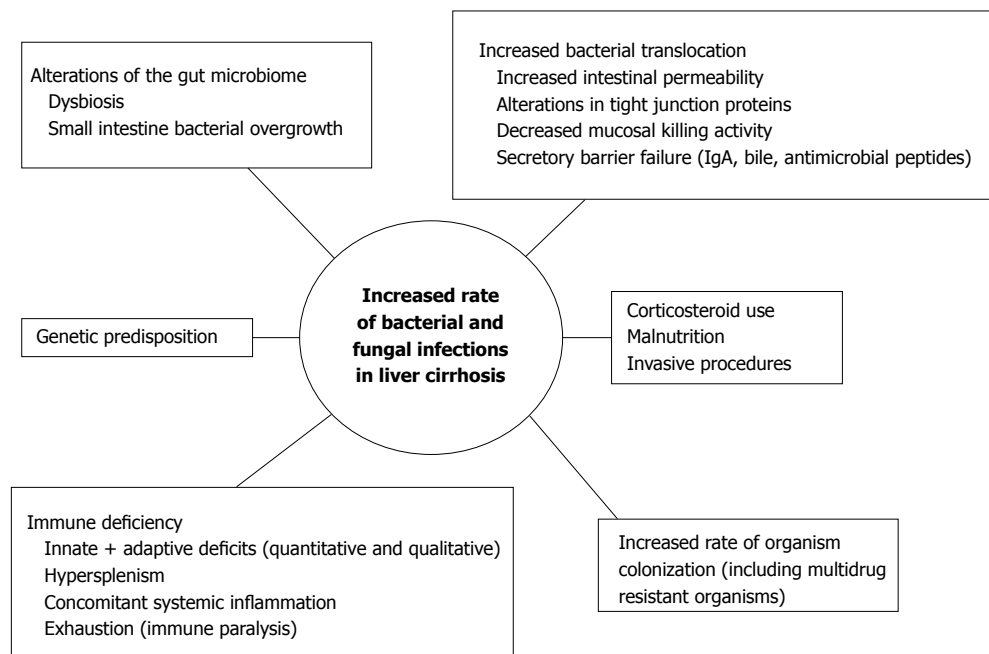 Alterations of the gut microbiome
Dysbiosis
Small intestine bacterial overgrowth
Increased bacterial translocation
Increased intestinal permeability
Alterations in tight junction proteins
Decreased mucosal killing activity
Secretory barrier failure (IgA, bile, antimicrobial peptides)
Genetic predisposition
Increased rate
of bacterial and
fungal infections
in liver cirrhosis
Corticosteroid use
Malnutrition
Invasive procedures
Immune deficiency
Innate + adaptive deficits (quantitative and qualitative)
Hypersplenism
Concomitant systemic inflammation
Exhaustion (immune paralysis)
Increased rate of organism
colonization (including multidrug
resistant organisms)